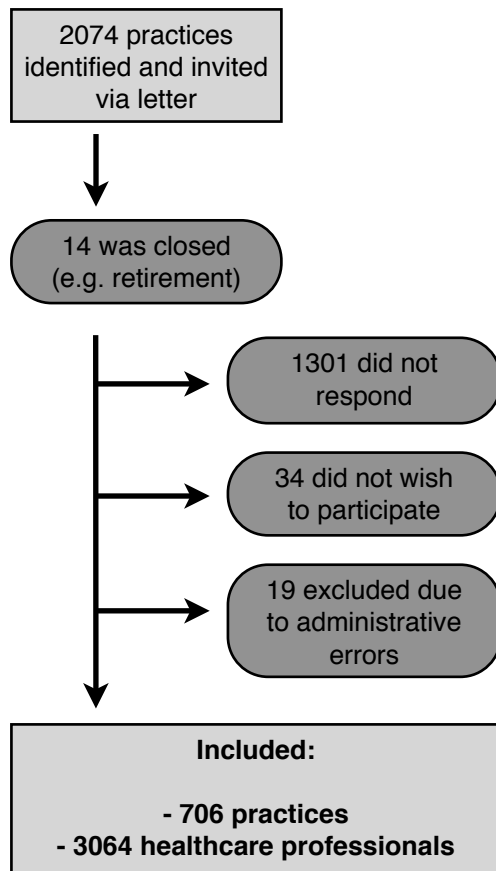 2074 practices
identified and invited
via letter
14 was closed
(e.g. retirement)
1301 did not
respond
34 did not wish
to participate
19 excluded due
to administrative
errors
Included:
- 706 practices
- 3064 healthcare professionals